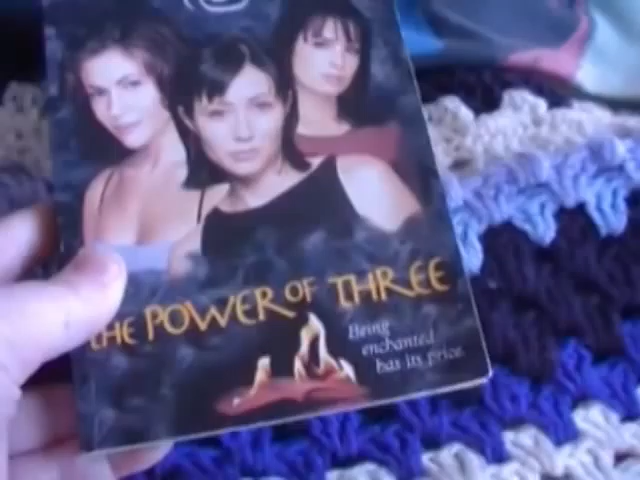 THE POWER OF THREE
Being
enchanted
has its price.